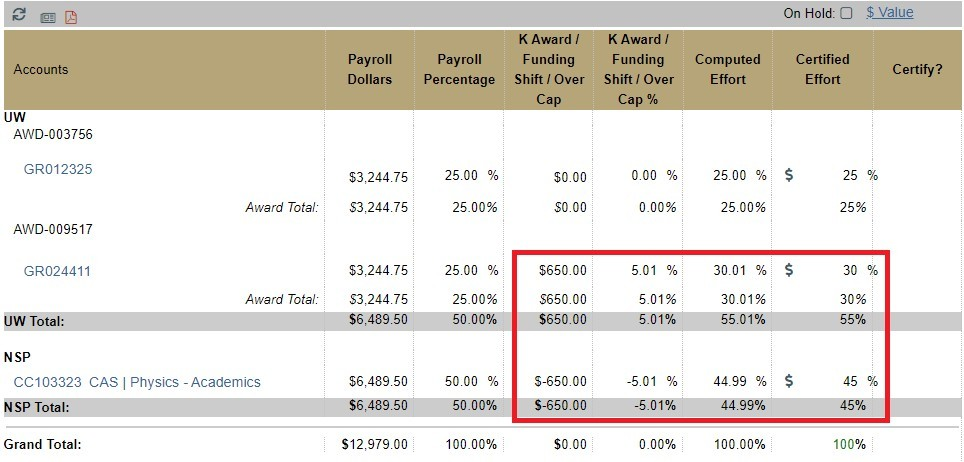 On Hold: $ Value
Accounts Payroll Dollars Payroll Percentage K Award / Funding Shift / Over Cap K Award / Funding Shift / Over Cap % Computed Effort Certified Effort Certify?
UW
AWD-003756
GR012325 $3,244.75 25.00 % $0.00 0.00 % 25.00 % $ 25 %
Award Total: $3,244.75 25.00% $0.00 0.00% 25.00% 25%
AWD-009517
GR024411 $3,244.75 25.00 % $650.00 5.01 % 30.01 % $ 30 %
Award Total: $3,244.75 25.00% $650.00 5.01% 30.01% 30%
UW Total: $6,489.50 50.00% $650.00 5.01% 55.01% 55%
NSP
CC103323 CAS | Physics - Academics $6,489.50 50.00 % $-650.00 -5.01 % 44.99 % $ 45 %
NSP Total: $6,489.50 50.00% $-650.00 -5.01% 44.99% 45%
Grand Total: $12,979.00 100.00% $0.00 0.00% 100.00% 100%